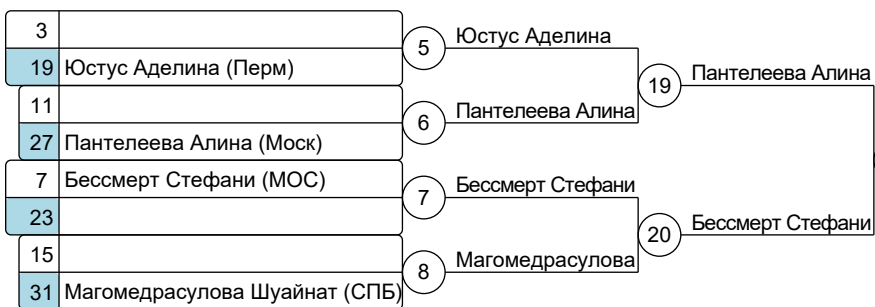 3
19 Юстус Аделина (Перм)
11
27 Пантелеева Алина (Моск)
7 Бессмерт Стефани (МОС)
23
15
31 Магомедрасулова Шуайнат (СПБ)
5 Юстус Аделина
6 Пантелеева Алина
7 Бессмерт Стефани
8 Магомедрасулова
19 Пантелеева Алина
20 Бессмерт Стефани